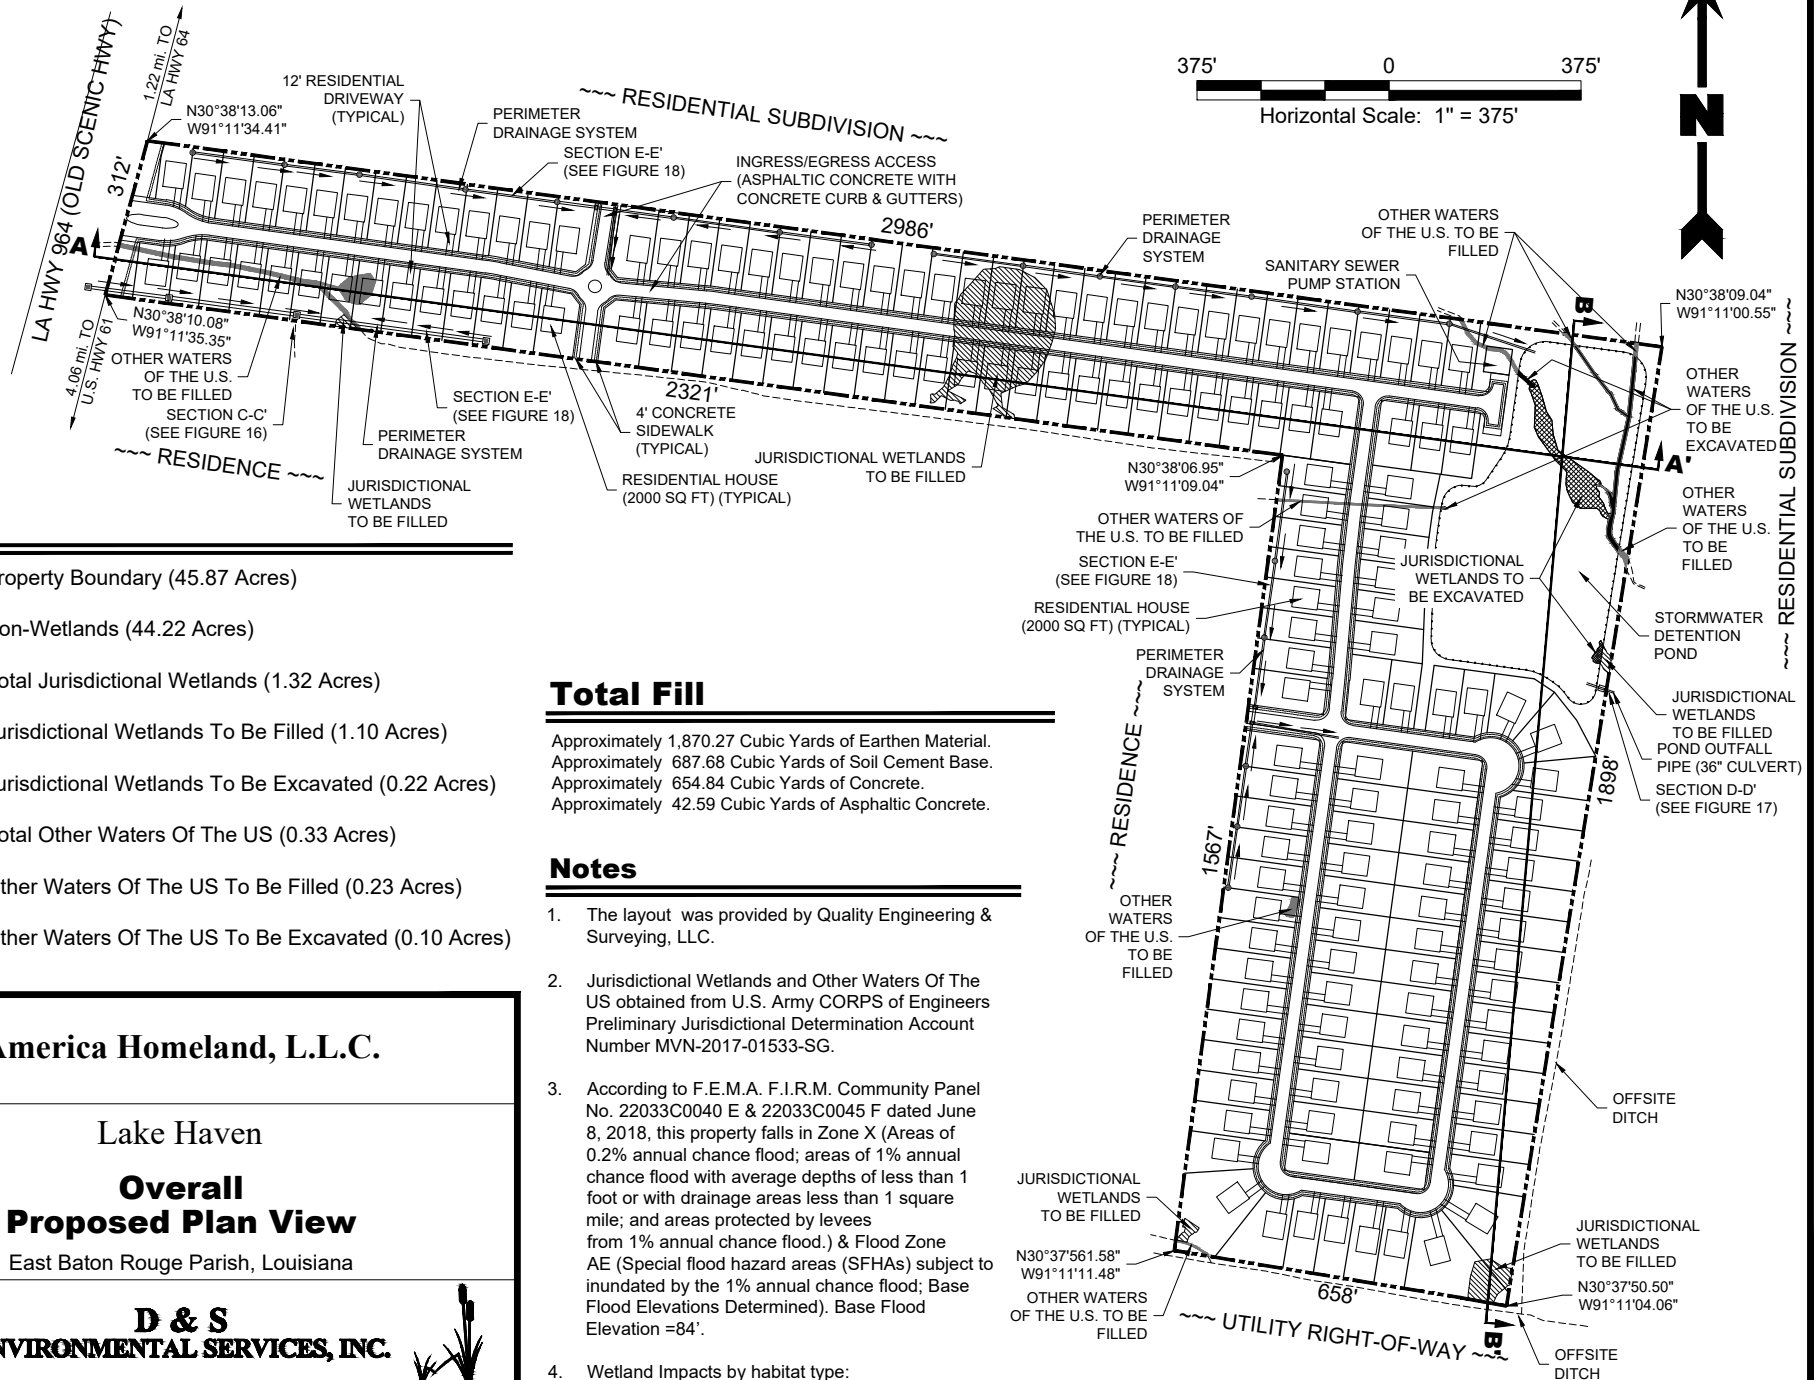 375'
0
375'
Horizontal Scale: 1" = 375'
N
LA HWY 964 (OLD SCENIC HWY)
1.22 mi. TO
LA HWY 64
N30°38'13.06"
W91°11'34.41"
12' RESIDENTIAL
DRIVEWAY
(TYPICAL)
PERIMETER
DRAINAGE SYSTEM
SECTION E-E'
(SEE FIGURE 18)
~~~ RESIDENTIAL SUBDIVISION ~~~
INGRESS/EGRESS ACCESS
(ASPHALTIC CONCRETE WITH
CONCRETE CURB & GUTTERS)
2986'
PERIMETER
DRAINAGE
SYSTEM
OTHER WATERS
OF THE U.S. TO BE
FILLED
SANITARY SEWER
PUMP STATION
B
N30°38'09.04"
W91°11'00.55"
~~~ RESIDENTIAL SUBDIVISION ~~~
312'
A
N30°38'10.08"
W91°11'35.35"
4.06 mi. TO
U.S. HWY 61
OTHER WATERS
OF THE U.S.
TO BE FILLED
SECTION C-C'
(SEE FIGURE 16)
~~~ RESIDENCE ~~~
SECTION E-E'
(SEE FIGURE 18)
PERIMETER
DRAINAGE SYSTEM
JURISDICTIONAL
WETLANDS
TO BE FILLED
2321'
4' CONCRETE
SIDEWALK
(TYPICAL)
RESIDENTIAL HOUSE
(2000 SQ FT) (TYPICAL)
JURISDICTIONAL WETLANDS
TO BE FILLED
OTHER
WATERS
OF THE U.S.
TO BE
EXCAVATED
A'
N30°38'06.95"
W91°11'09.04"
OTHER WATERS OF
THE U.S. TO BE FILLED
SECTION E-E'
(SEE FIGURE 18)
RESIDENTIAL HOUSE
(2000 SQ FT) (TYPICAL)
PERIMETER
DRAINAGE
SYSTEM
JURISDICTIONAL
WETLANDS TO
BE EXCAVATED
OTHER
WATERS
OF THE U.S.
TO BE
FILLED
STORMWATER
DETENTION
POND
JURISDICTIONAL
WETLANDS
TO BE FILLED
POND OUTFALL
PIPE (36" CULVERT)
SECTION D-D'
(SEE FIGURE 17)
1898'
~~~ RESIDENCE ~~~
1567'
OTHER
WATERS
OF THE U.S.
TO BE
FILLED
OFFSITE
DITCH
JURISDICTIONAL
WETLANDS
TO BE FILLED
N30°37'561.58"
W91°11'11.48"
OTHER WATERS
OF THE U.S. TO BE
FILLED
658'
~~~ UTILITY RIGHT-OF-WAY ~~~
B'
JURISDICTIONAL
WETLANDS
TO BE FILLED
N30°37'50.50"
W91°11'04.06"
OFFSITE
DITCH
roperty Boundary (45.87 Acres)
on-Wetlands (44.22 Acres)
otal Jurisdictional Wetlands (1.32 Acres)
urisdictional Wetlands To Be Filled (1.10 Acres)
urisdictional Wetlands To Be Excavated (0.22 Acres)
otal Other Waters Of The US (0.33 Acres)
ther Waters Of The US To Be Filled (0.23 Acres)
ther Waters Of The US To Be Excavated (0.10 Acres)
Total Fill
Approximately 1,870.27 Cubic Yards of Earthen Material.
Approximately 687.68 Cubic Yards of Soil Cement Base.
Approximately 654.84 Cubic Yards of Concrete.
Approximately 42.59 Cubic Yards of Asphaltic Concrete.
Notes
1. The layout was provided by Quality Engineering &
Surveying, LLC.
2. Jurisdictional Wetlands and Other Waters Of The
US obtained from U.S. Army CORPS of Engineers
Preliminary Jurisdictional Determination Account
Number MVN-2017-01533-SG.
3. According to F.E.M.A. F.I.R.M. Community Panel
No. 22033C0040 E & 22033C0045 F dated June
8, 2018, this property falls in Zone X (Areas of
0.2% annual chance flood; areas of 1% annual
chance flood with average depths of less than 1
foot or with drainage areas less than 1 square
mile; and areas protected by levees
from 1% annual chance flood.) & Flood Zone
AE (Special flood hazard areas (SFHAs) subject to
inundated by the 1% annual chance flood; Base
Flood Elevations Determined). Base Flood
Elevation =84'.
4. Wetland Impacts by habitat type:
America Homeland, L.L.C.
Lake Haven
Overall
Proposed Plan View
East Baton Rouge Parish, Louisiana
D & S
NVIRONMENTAL SERVICES, INC.